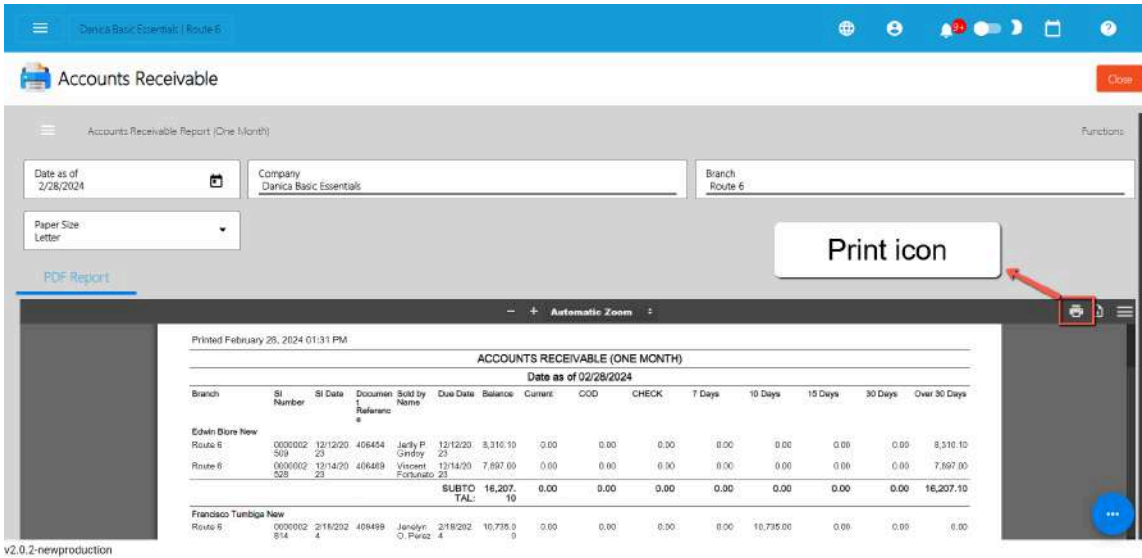 Danica Basic Essentials | Route 6
9+
Accounts Receivable
Close
Accounts Receivable Report (One Month)
Functions
Date as of
2/28/2024
Company
Danica Basic Essentials
Branch
Route 6
Paper Size
Letter
Print icon
PDF Report
Automatic Zoom
Printed February 28, 2024 01:31 PM
ACCOUNTS RECEIVABLE (ONE MONTH)
Date as of 02/28/2024
Branch SI Number SI Date Document Reference Sold by Name Due Date Balance Current COD CHECK 7 Days 10 Days 15 Days 30 Days Over 30 Days
Edwin Blore New
Route 6 0000002 12/12/20 406454 Jerlly P. 12/12/20 8,310.10 0.00 0.00 0.00 0.00 0.00 0.00 0.00 8,310.10
509 23 Gindoy 23
Route 6 0000002 12/14/20 406469 Viscent 12/14/20 7,897.00 0.00 0.00 0.00 0.00 0.00 0.00 0.00 7,897.00
528 23 Fortunato 23
SUBTO 16,207. 0.00 0.00 0.00 0.00 0.00 0.00 0.00 16,207.10
TAL: 10
Francisco Tumbiga New
Route 6 0000002 2/16/202 409499 Jenelyn 2/18/202 10,735.0 0.00 0.00 0.00 0.00 10,735.00 0.00 0.00 0.00
814 4 O. Perez 4 0
v2.0.2-newproduction